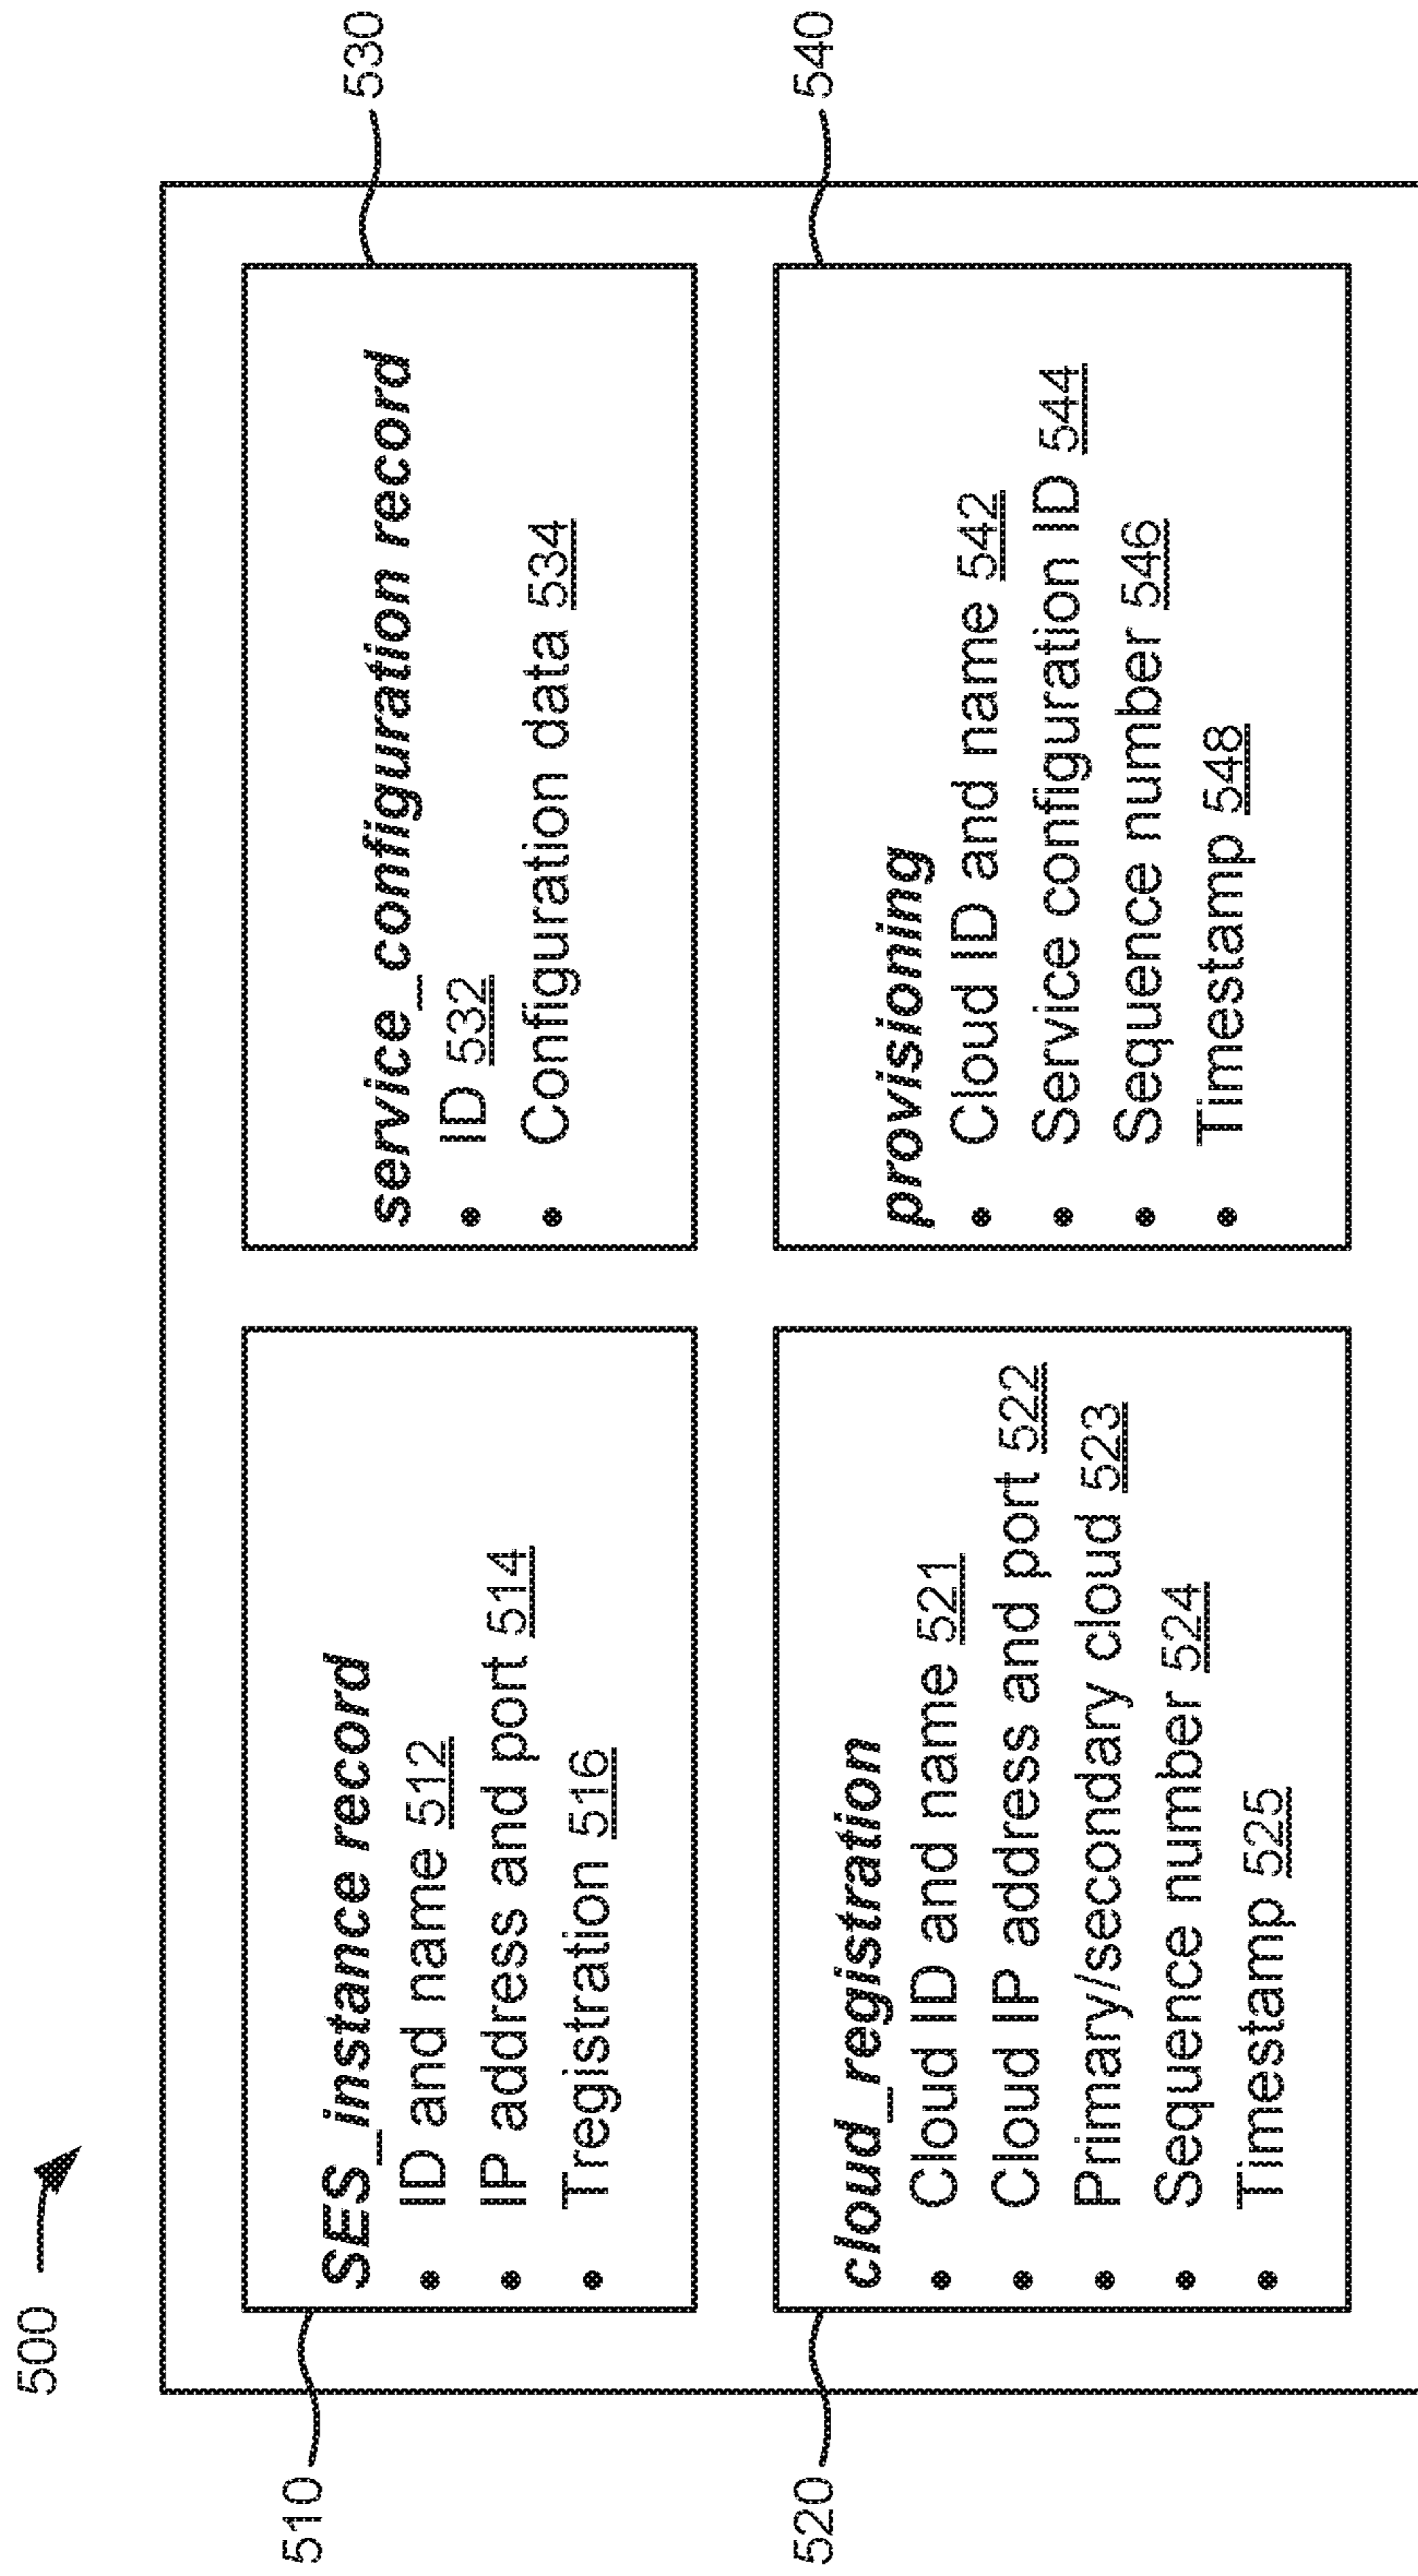 500
510
SES_instance record
• ID and name 512
• IP address and port 514
• Tregistration 516
530
service_configuration record
• ID 532
• Configuration data 534
520
cloud_registration
• Cloud ID and name 521
• Cloud IP address and port 522
• Primary/secondary cloud 523
• Sequence number 524
• Timestamp 525
540
provisioning
• Cloud ID and name 542
• Service configuration ID 544
• Sequence number 546
• Timestamp 548